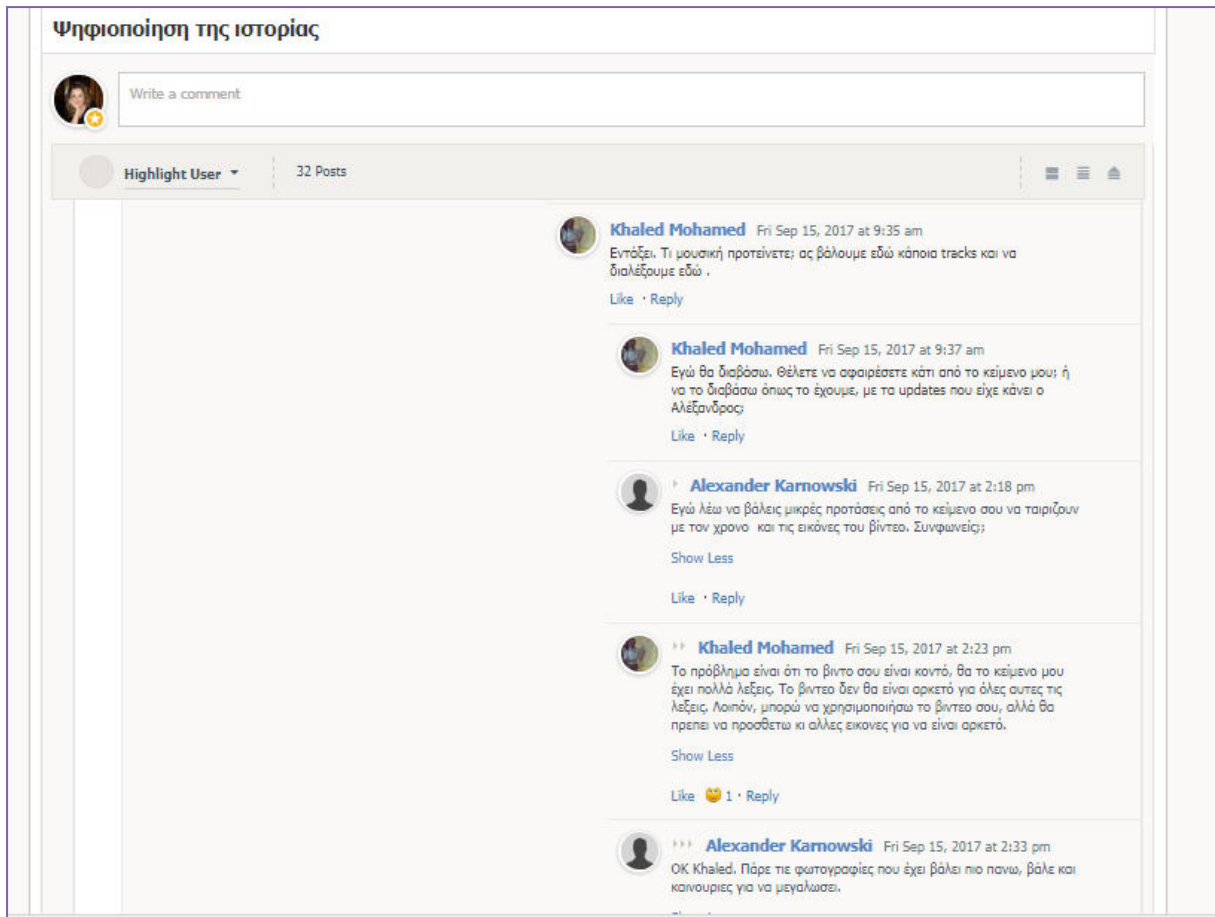 Ψηφιοποίηση της ιστορίας
Write a comment
Highlight User
32 Posts
Khaled Mohamed Fri Sep 15, 2017 at 9:35 am
Εντάξει. Τι μουσική προτείνετε; ας βάλουμε εδώ κάποια tracks και να
διαλέξουμε εδώ .
Like · Reply
Khaled Mohamed Fri Sep 15, 2017 at 9:37 am
Εγώ θα διαβάσω. Θέλετε να αφαιρέσετε κάτι από το κείμενο μου; ή
να το διαβάσω όπως το έχουμε, με τα updates που είχε κάνει ο
Αλέξανδρος;
Like · Reply
Alexander Karnowski Fri Sep 15, 2017 at 2:18 pm
Εγώ λέω να βάλεις μικρές προτάσεις από το κείμενο σου να ταιριζουν
με τον χρονο και τις εικόνες του βίντεο. Συνφωνείς;;
Show Less
Like · Reply
Khaled Mohamed Fri Sep 15, 2017 at 2:23 pm
Το πρόβλημα είναι ότι το βιντο σου είναι κοντό, θα το κείμενο μου
έχει πολλά λεξεις. Το βιντεο δεν θα είναι αρκετό για όλες αυτες τις
λεξεις. Λοιπόν, μπορώ να χρησιμοποιήσω το βιντεο σου, αλλά θα
πρεπει να προσθετω κι αλλες εικονες για να είναι αρκετό.
Show Less
Like 1 · Reply
Alexander Karnowski Fri Sep 15, 2017 at 2:33 pm
OK Khaled. Πάρε τιε φωτογραφίες που έχει βάλει πιο πανω, βάλε και
καινουριες για να μεγαλωσει.